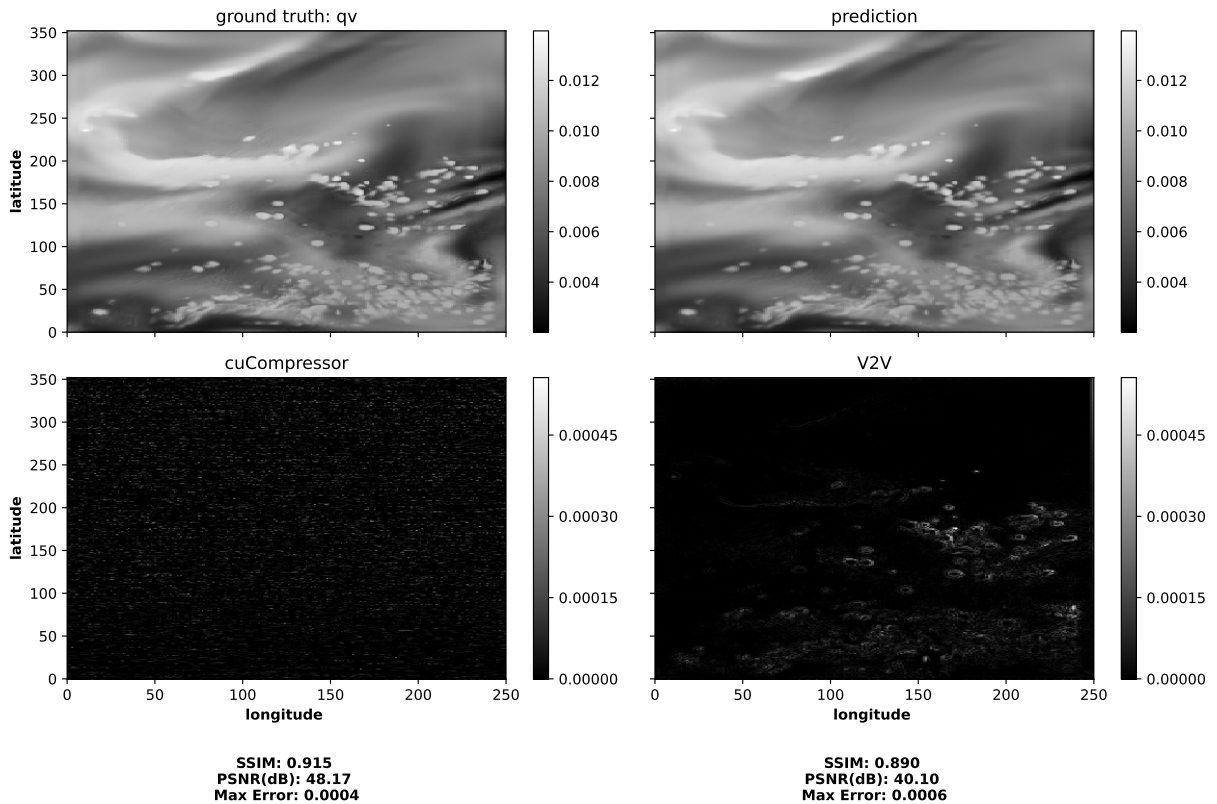 ground truth: qv
prediction
350
300
250
200
150
100
50
0
latitude
0.012
0.010
0.008
0.006
0.004
0.012
0.010
0.008
0.006
0.004
cuCompressor
V2V
350
300
250
200
150
100
50
0
latitude
0.00045
0.00030
0.00015
0.00000
0.00045
0.00030
0.00015
0.00000
0 50 100 150 200 250
0 50 100 150 200 250
longitude
longitude
SSIM: 0.915
PSNR(dB): 48.17
Max Error: 0.0004
SSIM: 0.890
PSNR(dB): 40.10
Max Error: 0.0006